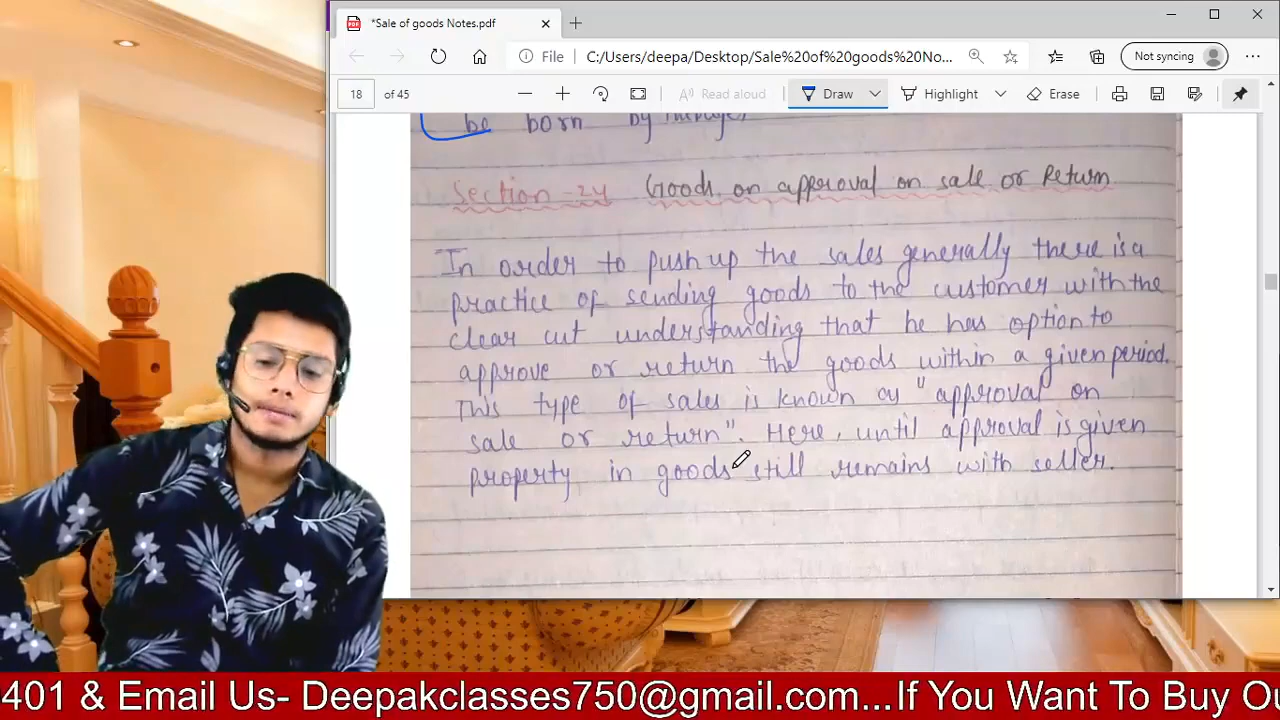 *Sale of goods Notes.pdf
File
C:/Users/deepa/Desktop/Sale%20of%20goods%20No...
Not syncing
18 of 45
Read aloud
Draw
Highlight
Erase
be born by
Section-24 Goods on approval on sale or Return
In order to push up the sales generally there is a
practice of sending goods to the customer with the
clear cut understanding that he has option to
approve or return the goods within a given period.
This type of sales is known as "approval on
sale or return". Here, until approval is given
property in goods still remains with seller.
401 & Email Us- Deepakclasses750@gmail.com...If You Want To Buy Ou